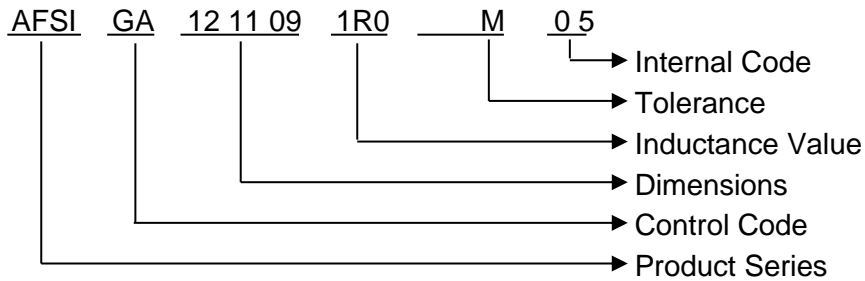 AFSI GA 12 11 09 1R0 M 0 5
Internal Code
Tolerance
Inductance Value
Dimensions
Control Code
Product Series